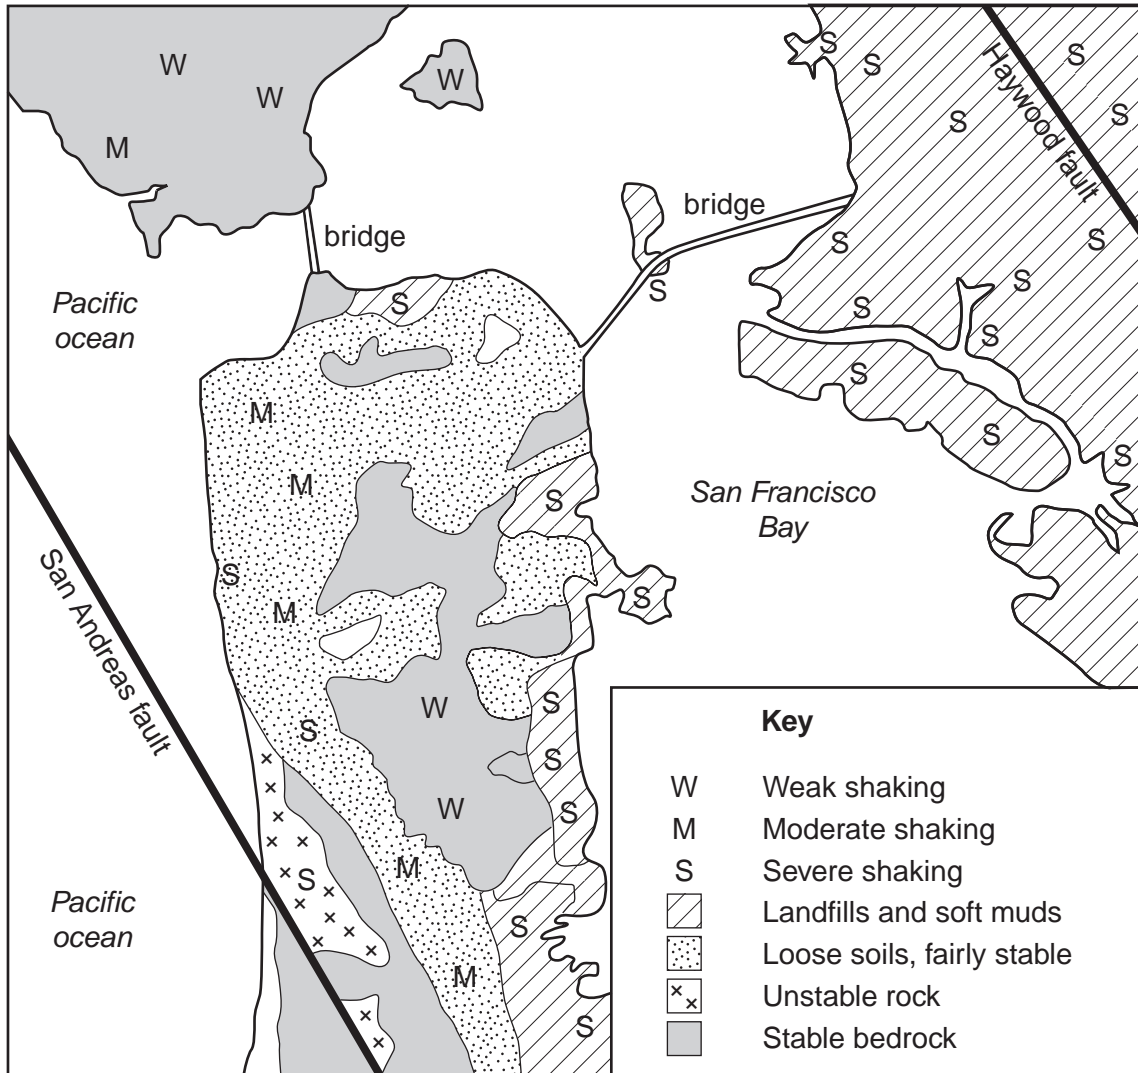 W
W
W
M
S
S
S
S
S
Haywood fault
bridge
bridge
S
S
S
S
S
S
S
Pacific
ocean
S
S
S
M
M
S
San Francisco
Bay
S
S
M
San Andreas fault
W
S
S
S
W
S
M
S
S
M
S
Pacific
ocean
Key
W Weak shaking
M Moderate shaking
S Severe shaking
Landfills and soft muds
Loose soils, fairly stable
Unstable rock
Stable bedrock